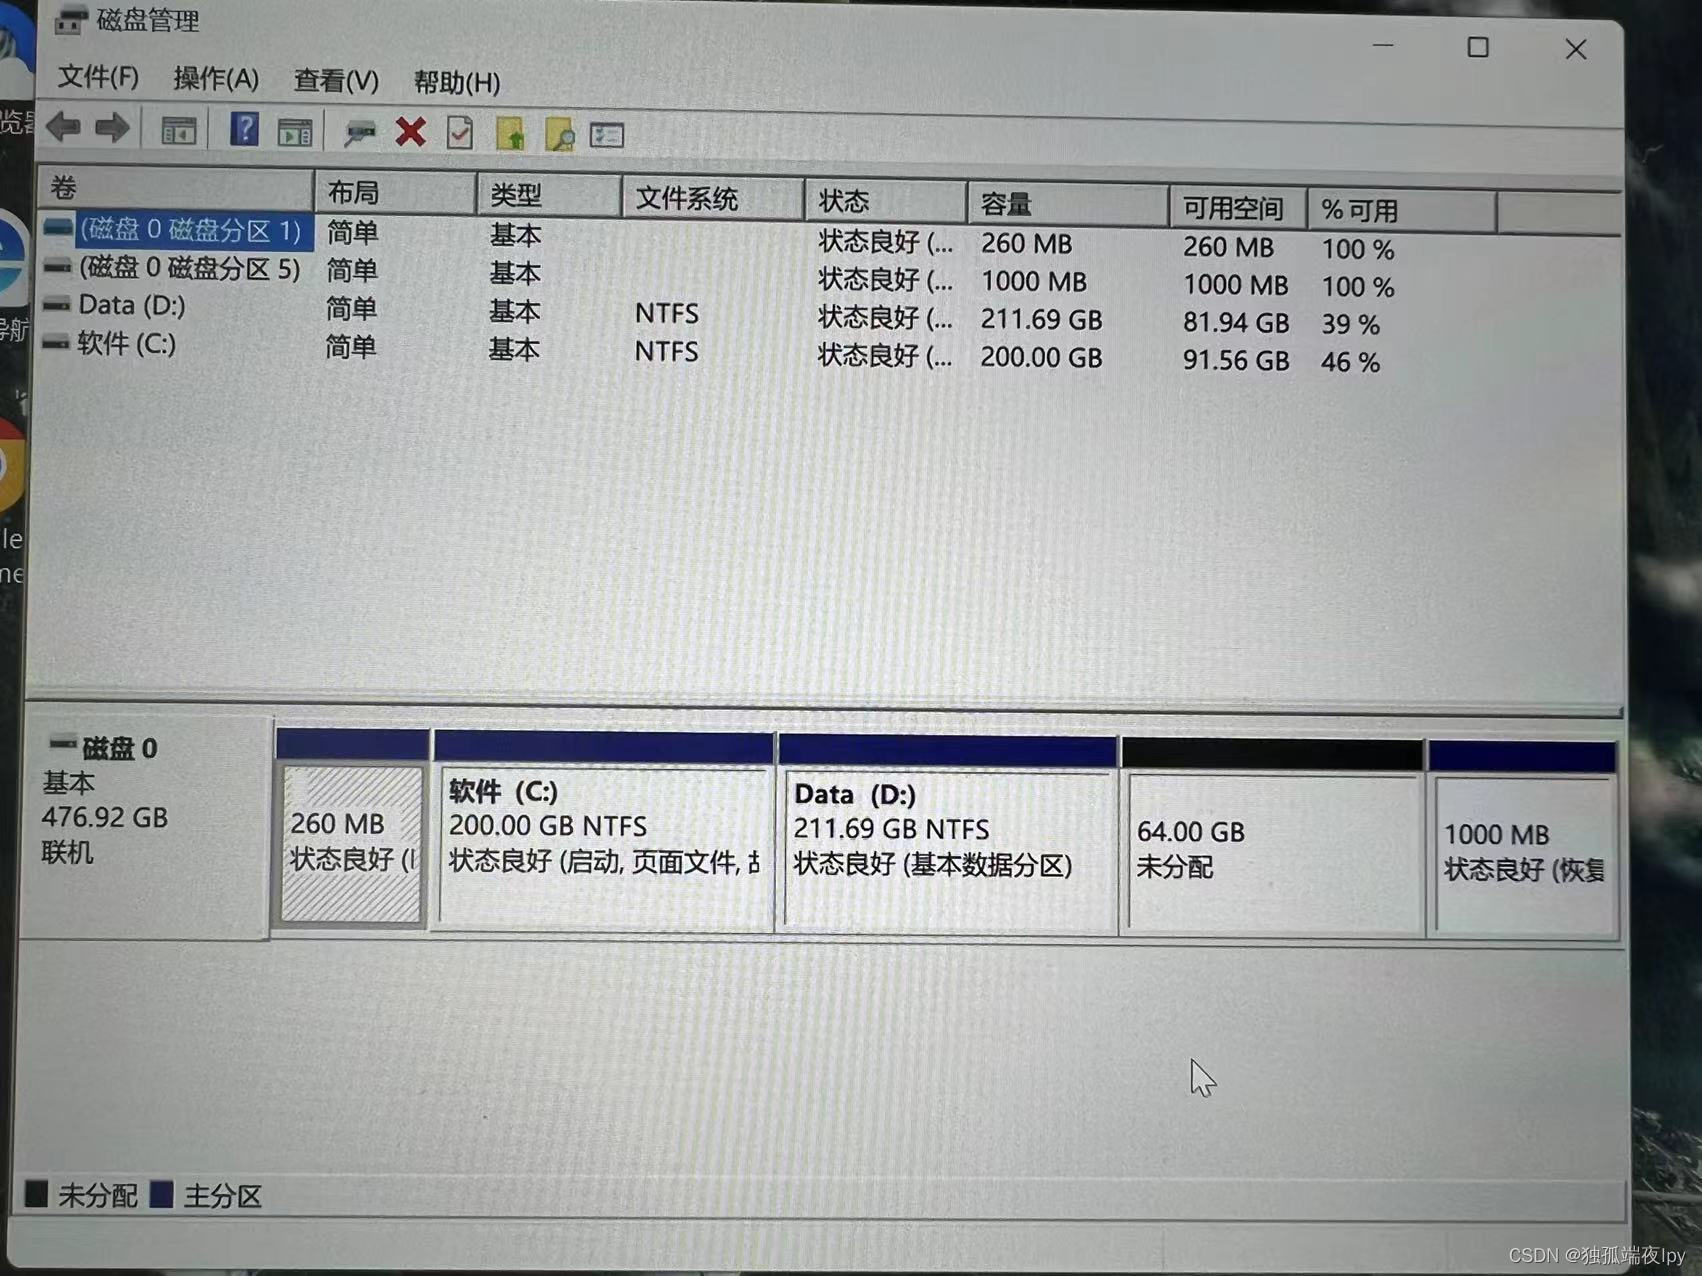 磁盘管理
文件(F) 操作(A) 查看(V) 帮助(H)
卷 布局 类型 文件系统 状态 容量 可用空间 % 可用
(磁盘 0 磁盘分区 1) 简单 基本 状态良好 (... 260 MB 260 MB 100 %
(磁盘 0 磁盘分区 5) 简单 基本 状态良好 (... 1000 MB 1000 MB 100 %
Data (D:) 简单 基本 NTFS 状态良好 (... 211.69 GB 81.94 GB 39 %
软件 (C:) 简单 基本 NTFS 状态良好 (... 200.00 GB 91.56 GB 46 %
览
导航
le
me
磁盘 0
基本
476.92 GB
联机
260 MB
状态良好 (
软件 (C:)
200.00 GB NTFS
状态良好 (启动, 页面文件,
Data (D:)
211.69 GB NTFS
状态良好 (基本数据分区)
64.00 GB
未分配
1000 MB
状态良好 (恢复
未分配 主分区
CSDN @独孤端夜lpy